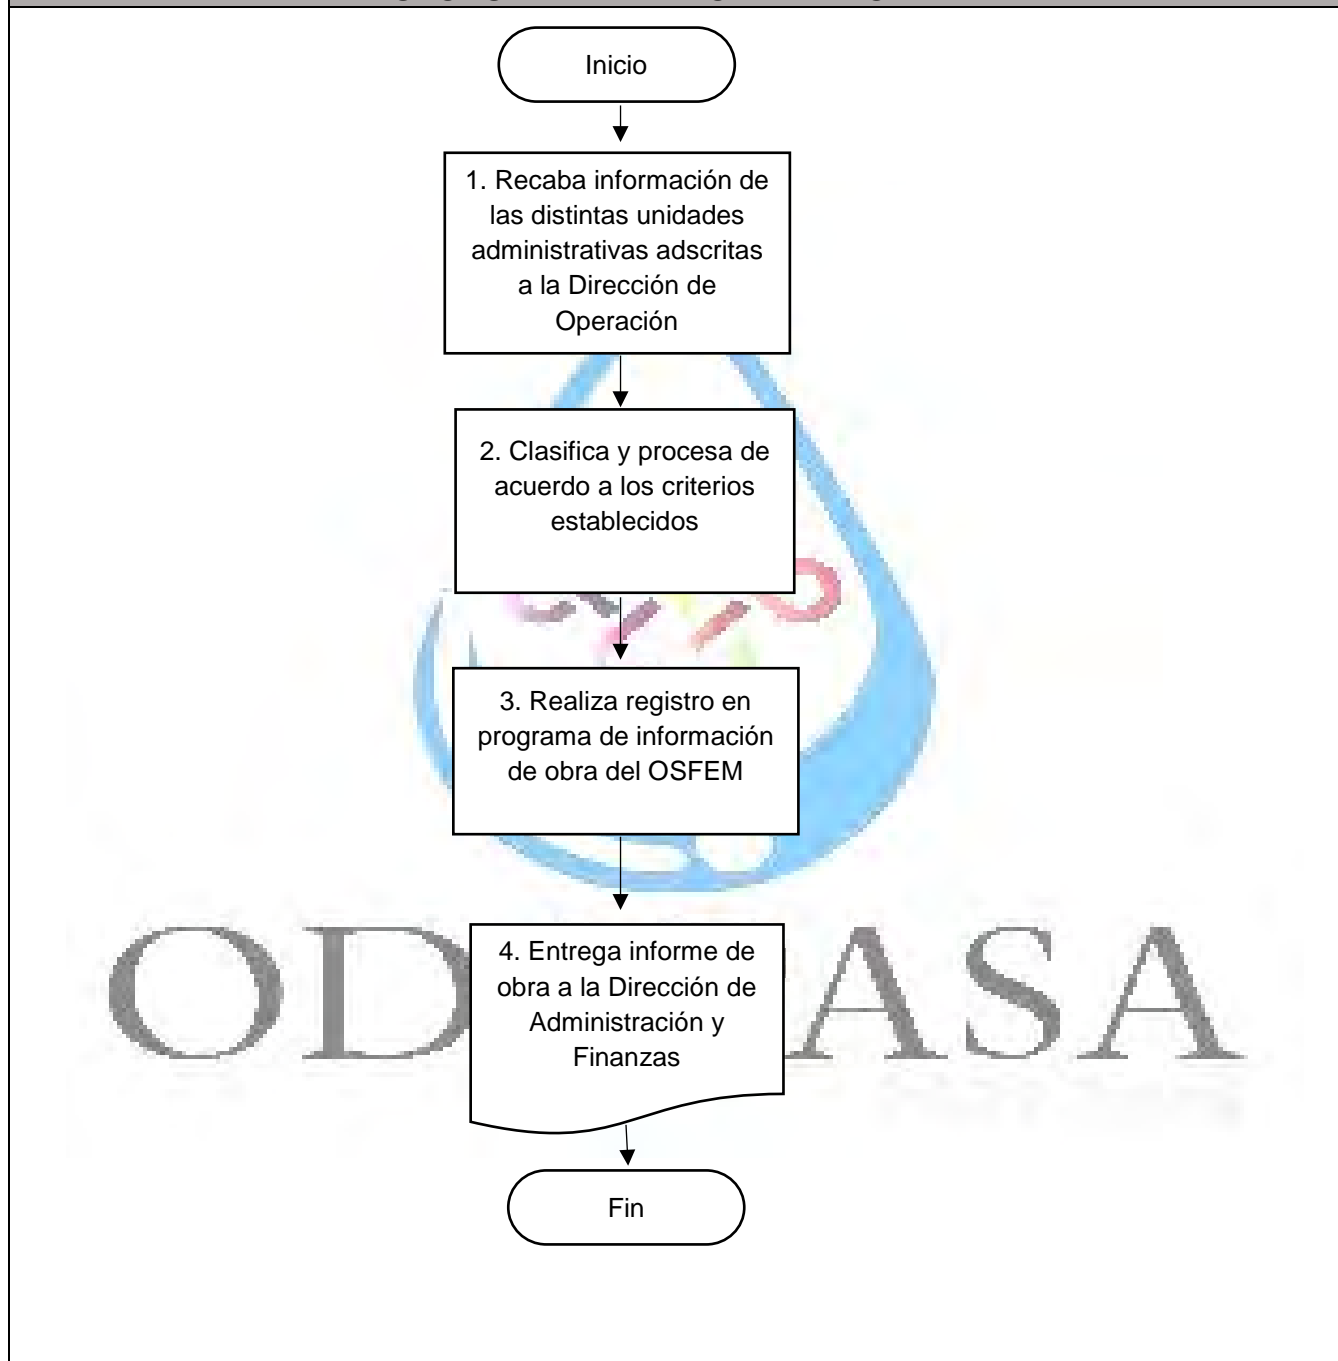 Inicio
1. Recaba información de
las distintas unidades
administrativas adscritas
a la Dirección de
Operación
2. Clasifica y procesa de
acuerdo a los criterios
establecidos
3. Realiza registro en
programa de información
de obra del OSFEM
4. Entrega informe de
obra a la Dirección de
Administración y
Finanzas
Fin